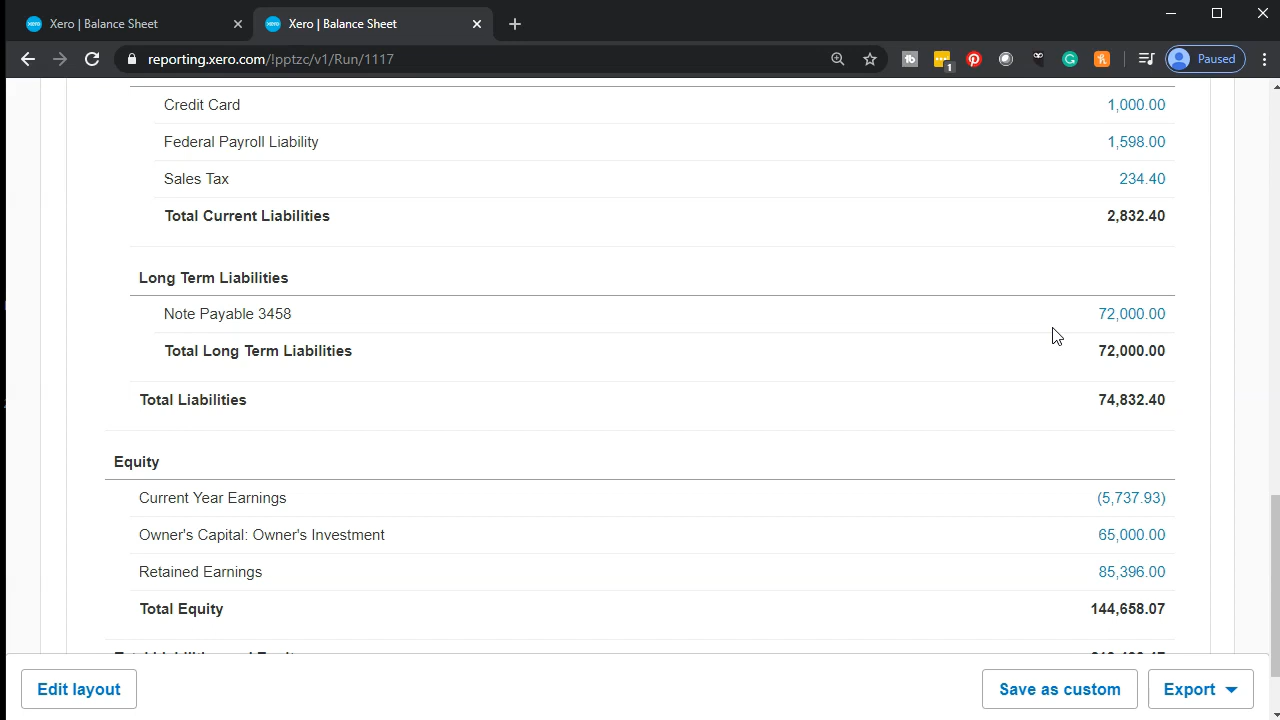 Xero | Balance Sheet
Xero | Balance Sheet
reporting.xero.com/!pptzc/v1/Run/1117
1
Paused
Credit Card 1,000.00
Federal Payroll Liability 1,598.00
Sales Tax 234.40
Total Current Liabilities 2,832.40
Long Term Liabilities
Note Payable 3458 72,000.00
Total Long Term Liabilities 72,000.00
Total Liabilities 74,832.40
Equity
Current Year Earnings (5,737.93)
Owner's Capital: Owner's Investment 65,000.00
Retained Earnings 85,396.00
Total Equity 144,658.07
Edit layout Save as custom Export